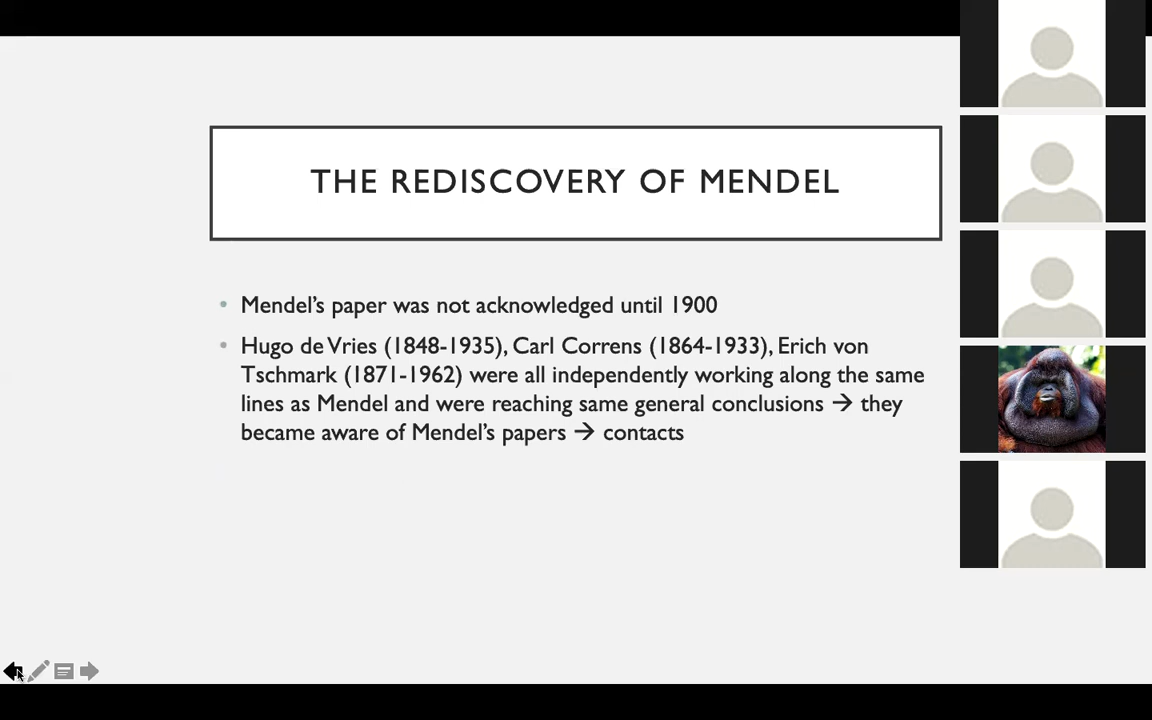 THE REDISCOVERY OF MENDEL
• Mendel’s paper was not acknowledged until 1900
• Hugo de Vries (1848-1935), Carl Correns (1864-1933), Erich von
Tschmark (1871-1962) were all independently working along the same
lines as Mendel and were reaching same general conclusions → they
became aware of Mendel’s papers → contacts